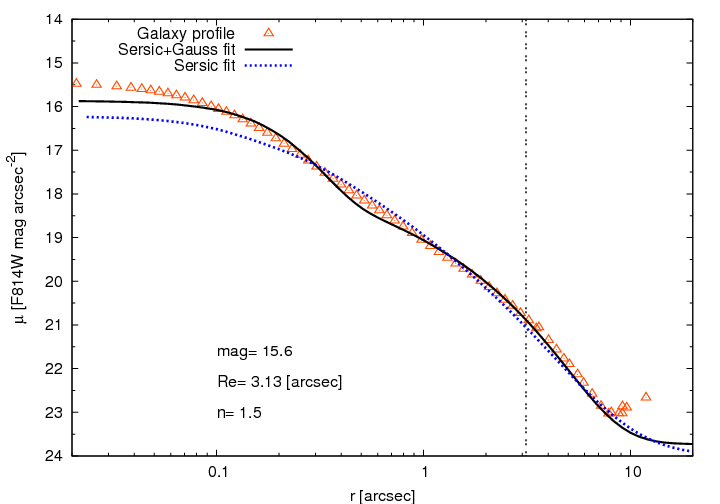 14
Galaxy profile
Sersic+Gauss fit
Sersic fit
15
16
17
18
19
20
21
22
23
24
mag= 15.6
Re= 3.13 [arcsec]
n= 1.5
0.1
1
10
r [arcsec]
μ [F814W mag arcsec-2]